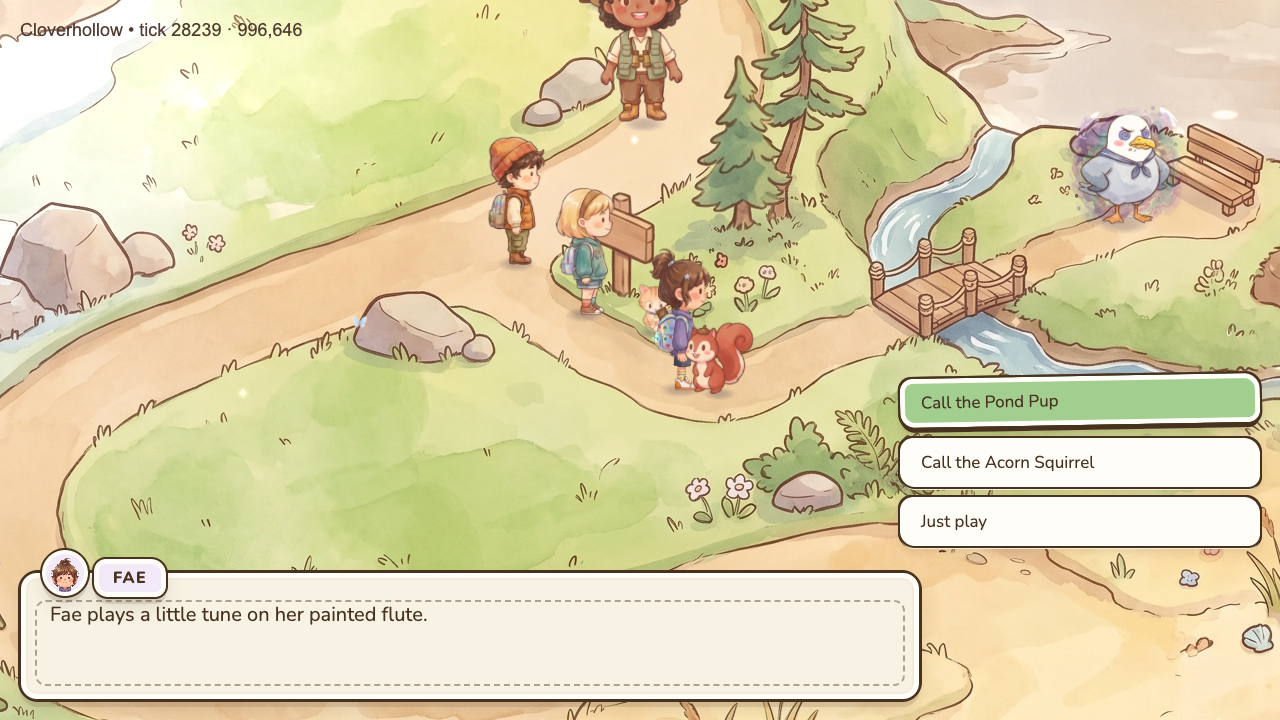 Cloverhollow • tick 28239 · 996,646
Call the Pond Pup
Call the Acorn Squirrel
Just play
FAE
Fae plays a little tune on her painted flute.